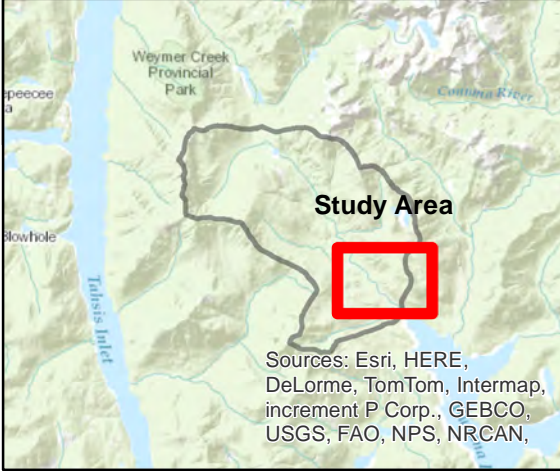 Weymer Creek
Provincial
Park
epeecee
a
Conuma River
Study Area
Blowhole
Tahsis Inlet
Sources: Esri, HERE,
DeLorme, TomTom, Intermap,
increment P Corp., GEBCO,
USGS, FAO, NPS, NRCAN,